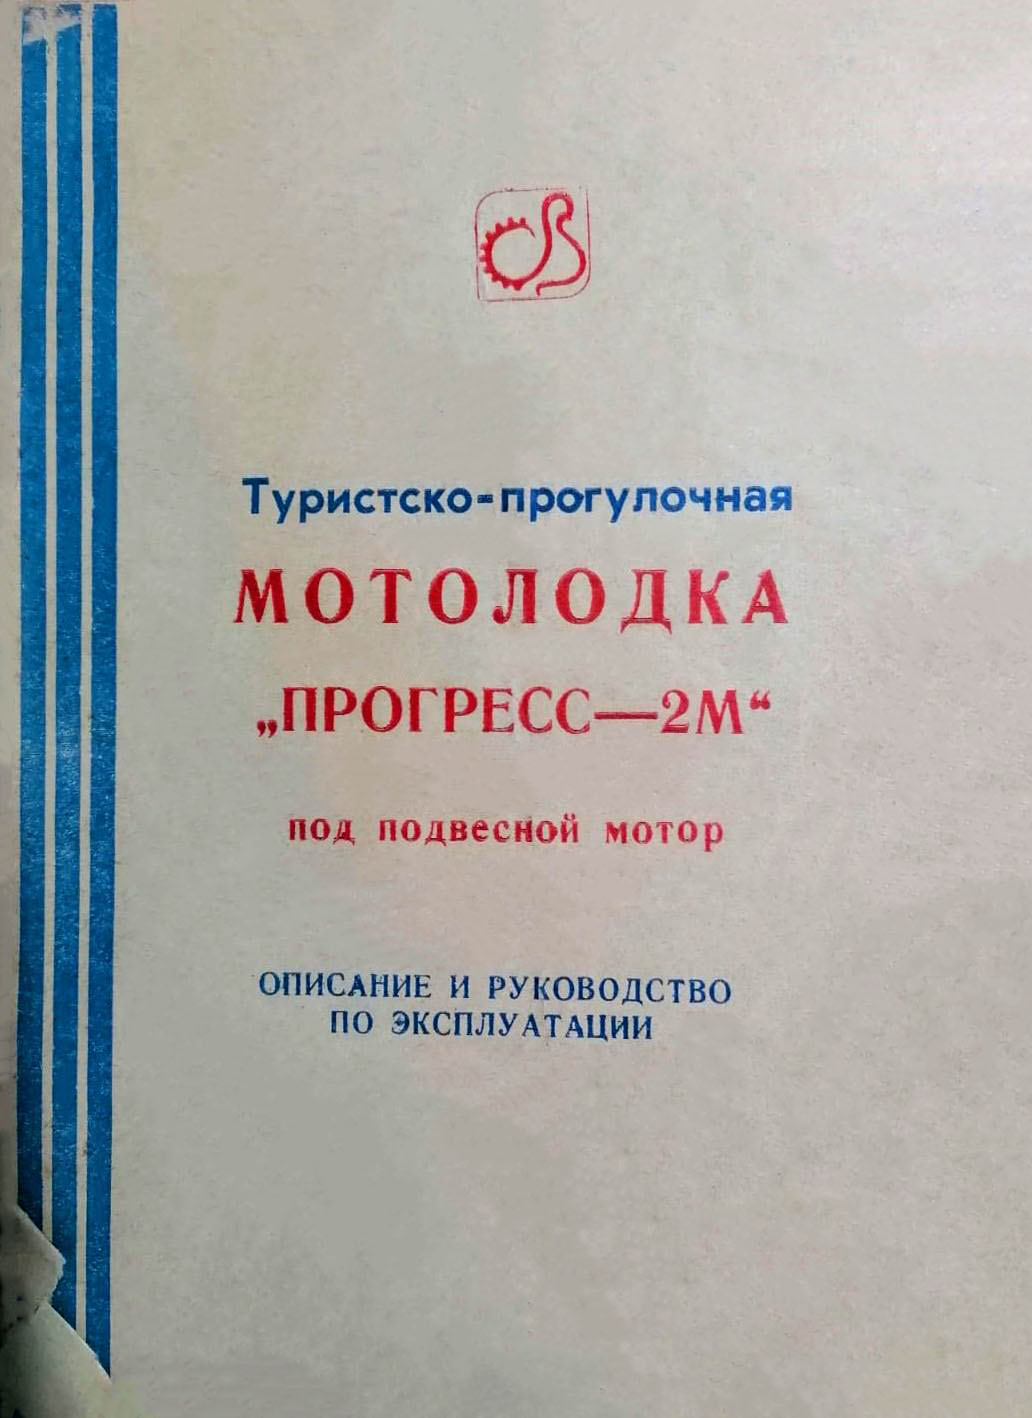 Туристско-прогулочная
МОТОЛОДКА
„ПРОГРЕСС—2М“
под подвесной мотор
ОПИСАНИЕ И РУКОВОДСТВО
ПО ЭКСПЛУАТАЦИИ